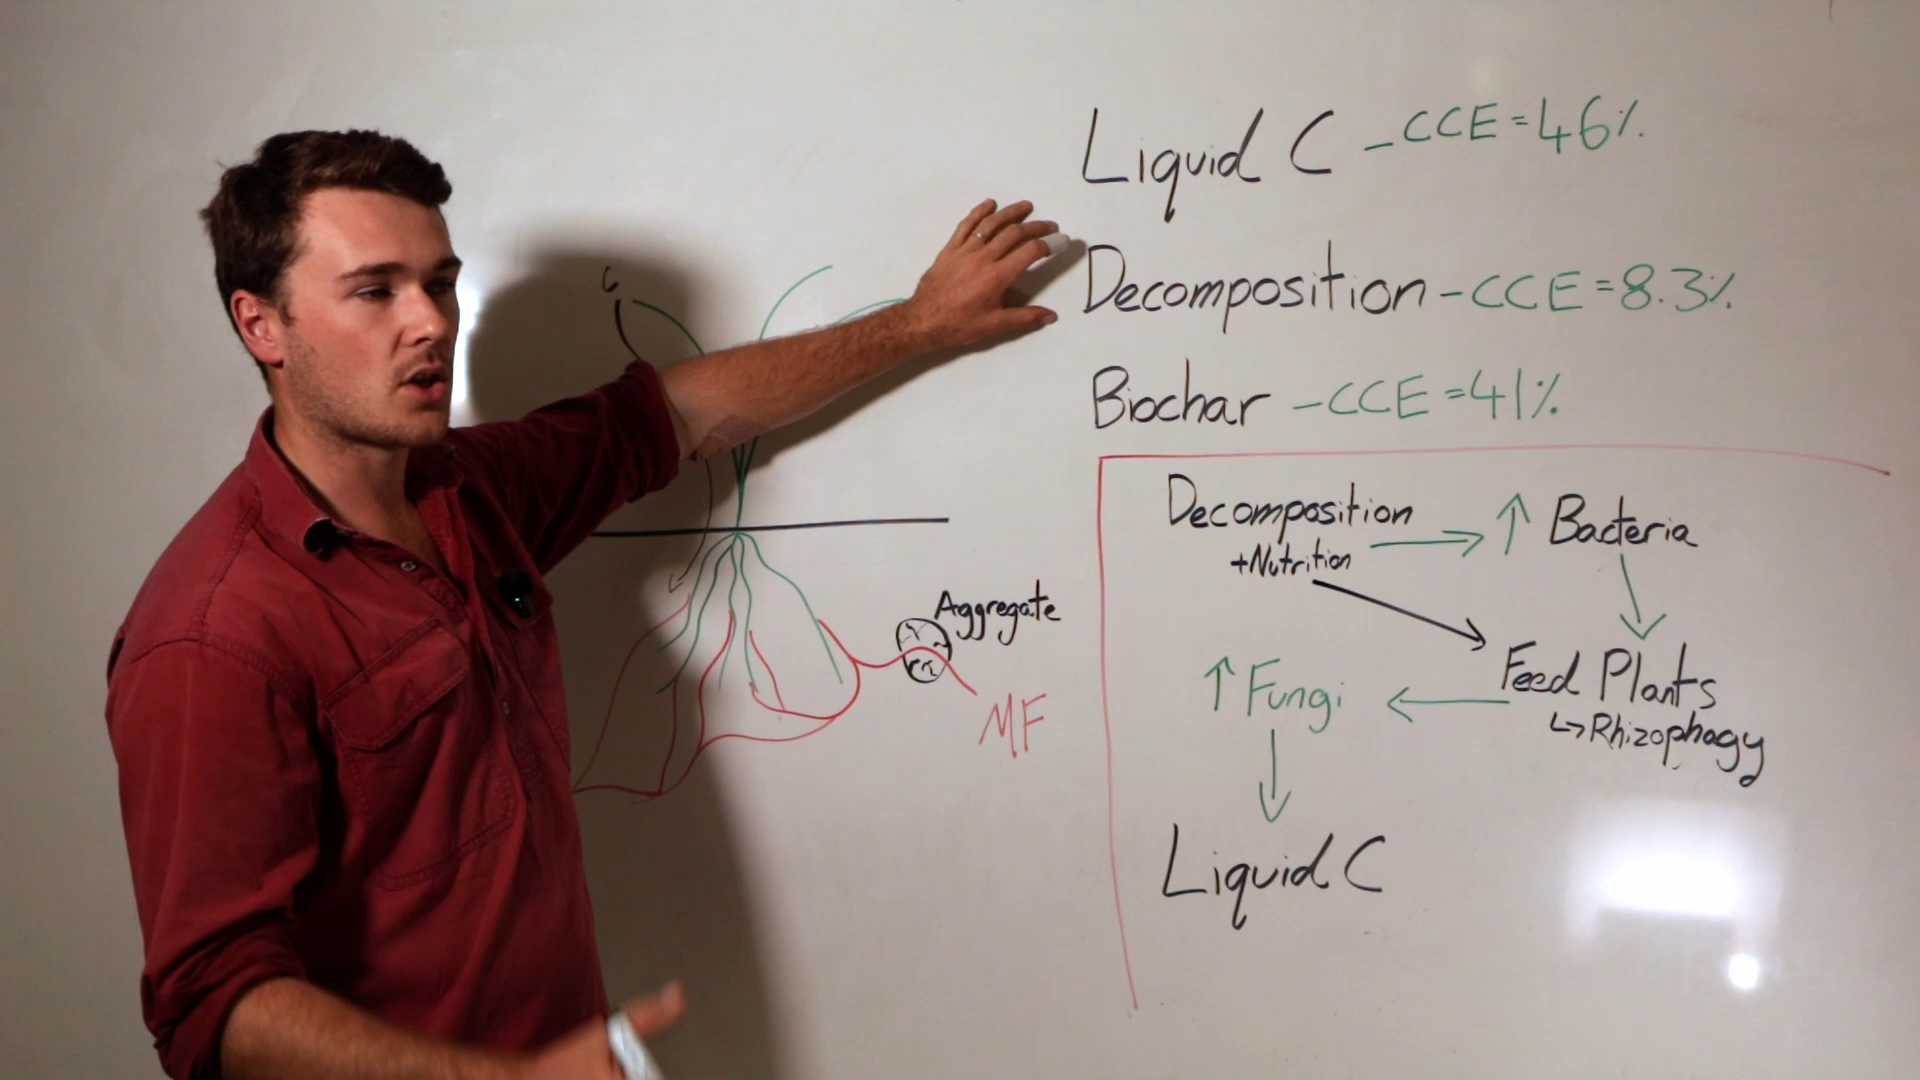 Liquid C - CCE = 46%
Decomposition - CCE = 8.3%
Biochar - CCE = 41%
C
Aggregate
MF
Decomposition → ↑ Bacteria
+Nutrition
Feed Plants
↳ Rhizophagy
↑ Fungi ←
Liquid C